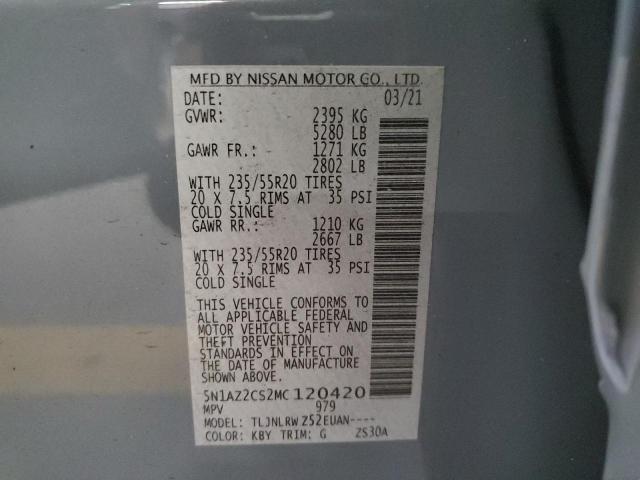 MFD BY NISSAN MOTOR CO., LTD.
DATE: 03/21
GVWR: 2395 KG
5280 LB
GAWR FR.: 1271 KG
2802 LB
WITH 235/55R20 TIRES
20 X 7.5 RIMS AT 35 PSI
COLD SINGLE
GAWR RR.: 1210 KG
2667 LB
WITH 235/55R20 TIRES
20 X 7.5 RIMS AT 35 PSI
COLD SINGLE
THIS VEHICLE CONFORMS TO
ALL APPLICABLE FEDERAL
MOTOR VEHICLE SAFETY AND
THEFT PREVENTION
STANDARDS IN EFFECT ON
THE DATE OF MANUFACTURE
SHOWN ABOVE.
5N1AZ2CS2MC120420
MPV 979
MODEL: TLJNLRW Z52EUAN----
COLOR: KBY TRIM: G ZS30A